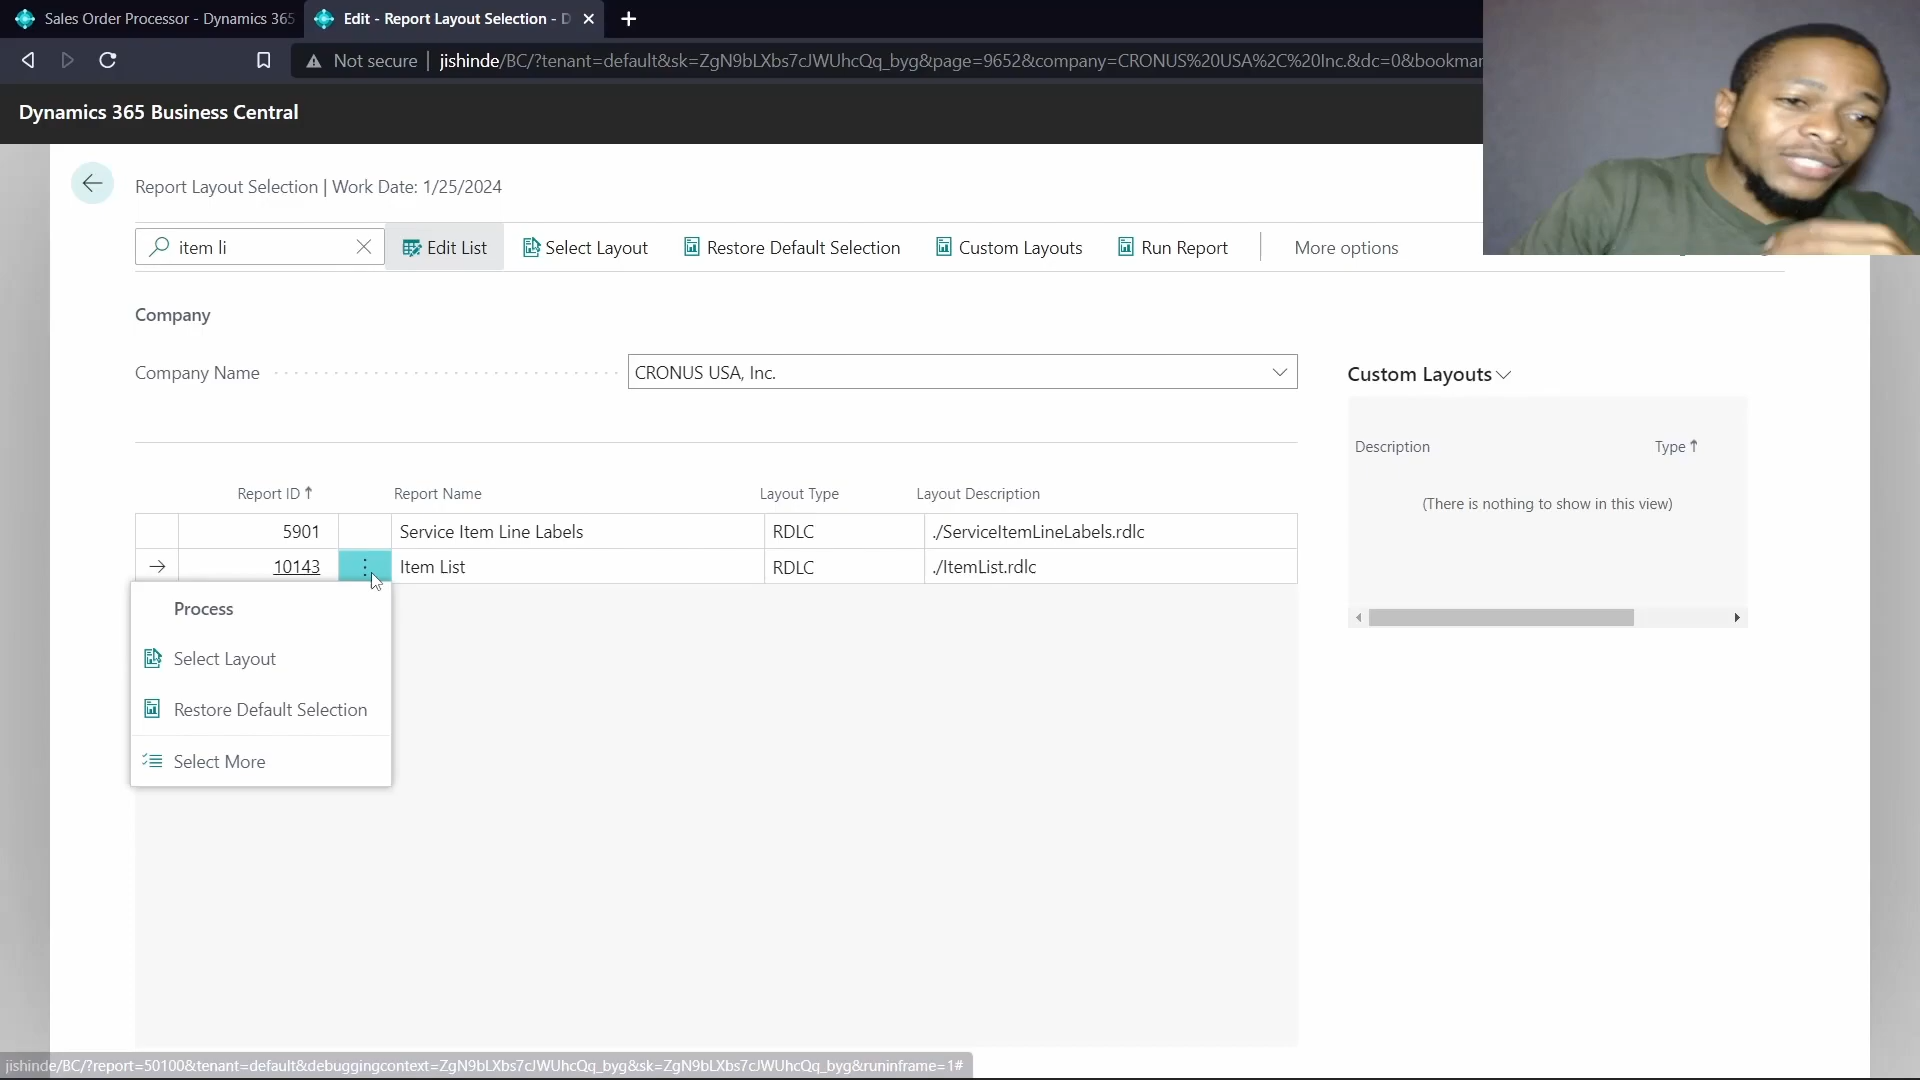 Sales Order Processor - Dynamics 365
Edit - Report Layout Selection - D
Not secure
jishinde/BC/?tenant=default&sk=ZgN9bLXbs7cJWUhcQq_byg&page=9652&company=CRONUS%20USA%2C%20Inc.&dc=0&bookmar
Dynamics 365 Business Central
Report Layout Selection | Work Date: 1/25/2024
item li
Edit List
Select Layout
Restore Default Selection
Custom Layouts
Run Report
More options
Company
Company Name
CRONUS USA, Inc.
Custom Layouts
Description Type ↑
(There is nothing to show in this view)
Report ID ↑ Report Name Layout Type Layout Description
5901 Service Item Line Labels RDLC ./ServiceItemLineLabels.rdlc
10143 Item List RDLC ./ItemList.rdlc
Process
Select Layout
Restore Default Selection
Select More
jishinde/BC/?report=50100&tenant=default&debuggingcontext=ZgN9bLXbs7cJWUhcQq_byg&sk=ZgN9bLXbs7cJWUhcQq_byg&runinframe=1#